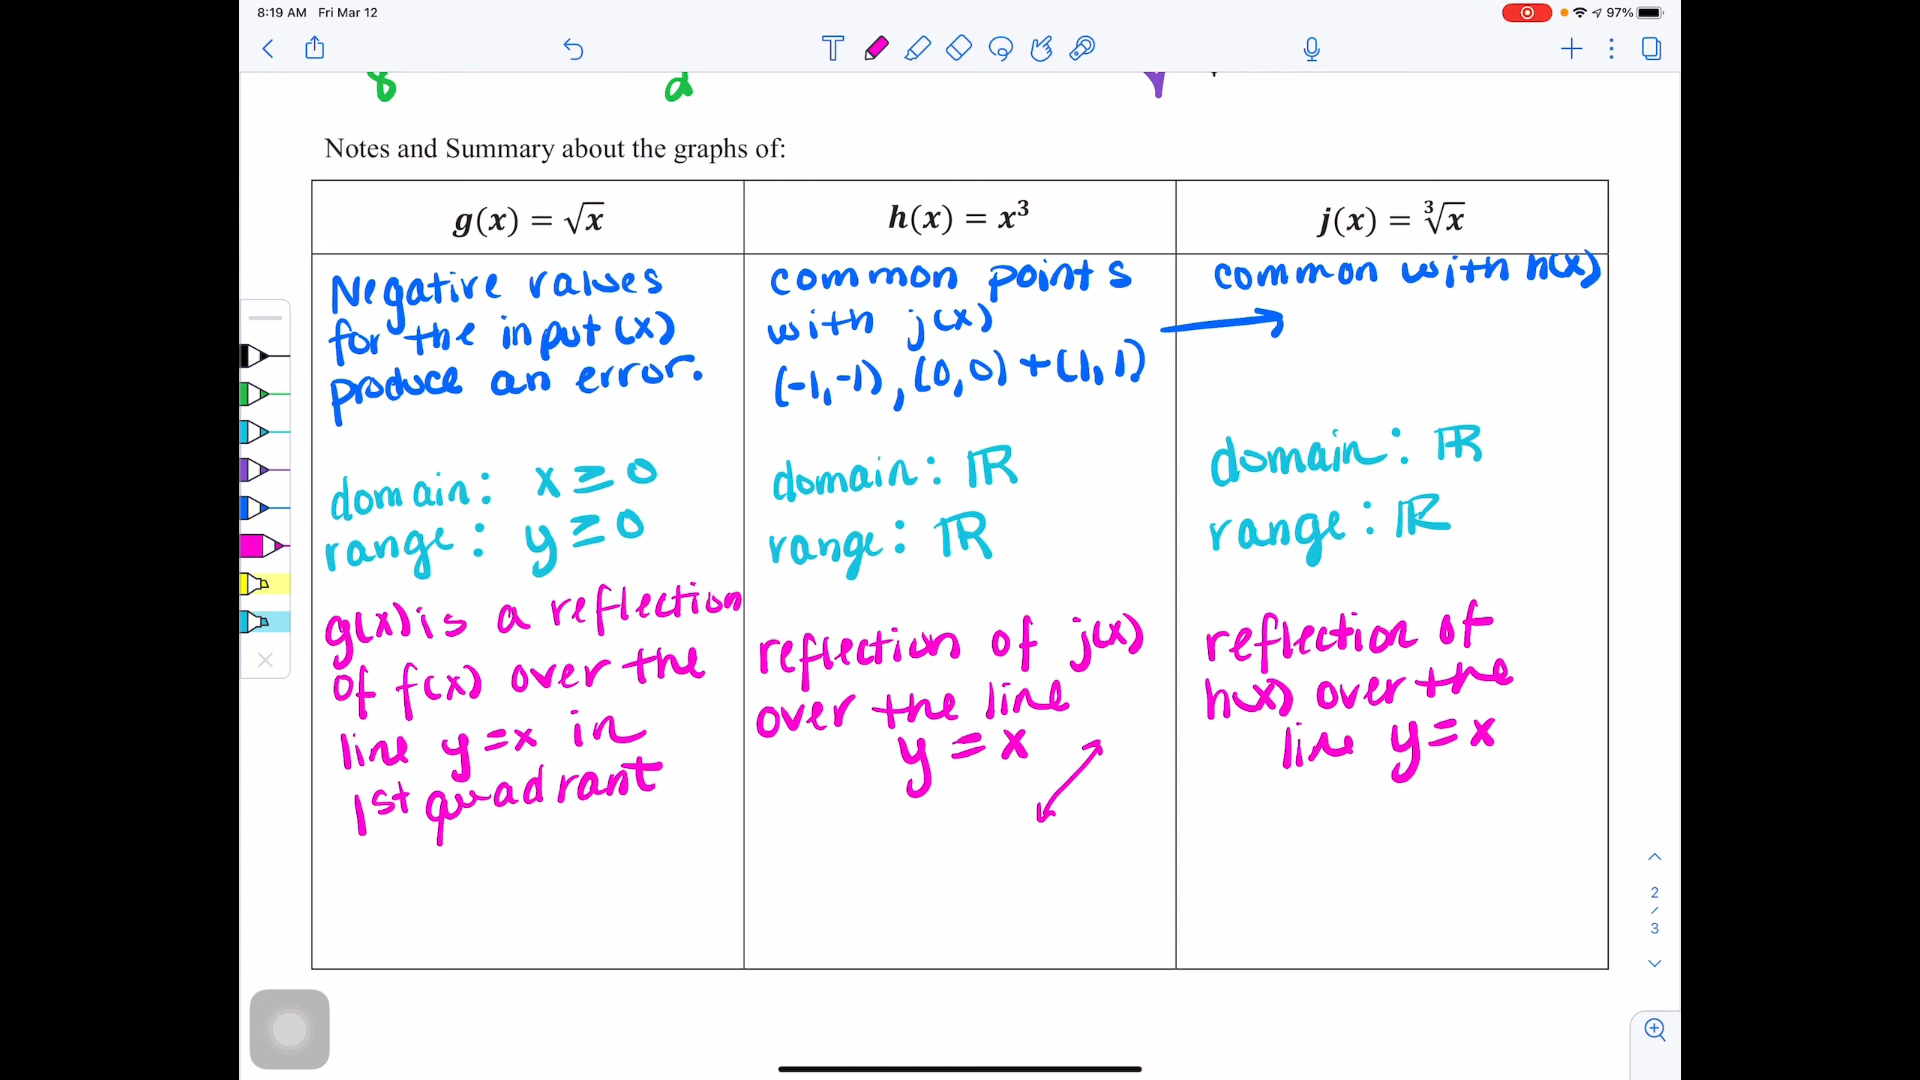 8:19 AM Fri Mar 12
97%
8
2
Notes and Summary about the graphs of:
g(x) = √x
h(x) = x³
j(x) = ∛x
Negative values
for the input (x)
produce an error.
domain: x ≥ 0
range: y ≥ 0
g(x) is a reflection
of f(x) over the
line y=x in
1st quadrant
common points
with j(x)
(-1,-1), (0,0) + (1,1)
domain: ℝ
range: ℝ
reflection of j(x)
over the line
y = x
common with h(x)
domain: ℝ
range: ℝ
reflection of
h(x) over the
line y=x
2
/
3